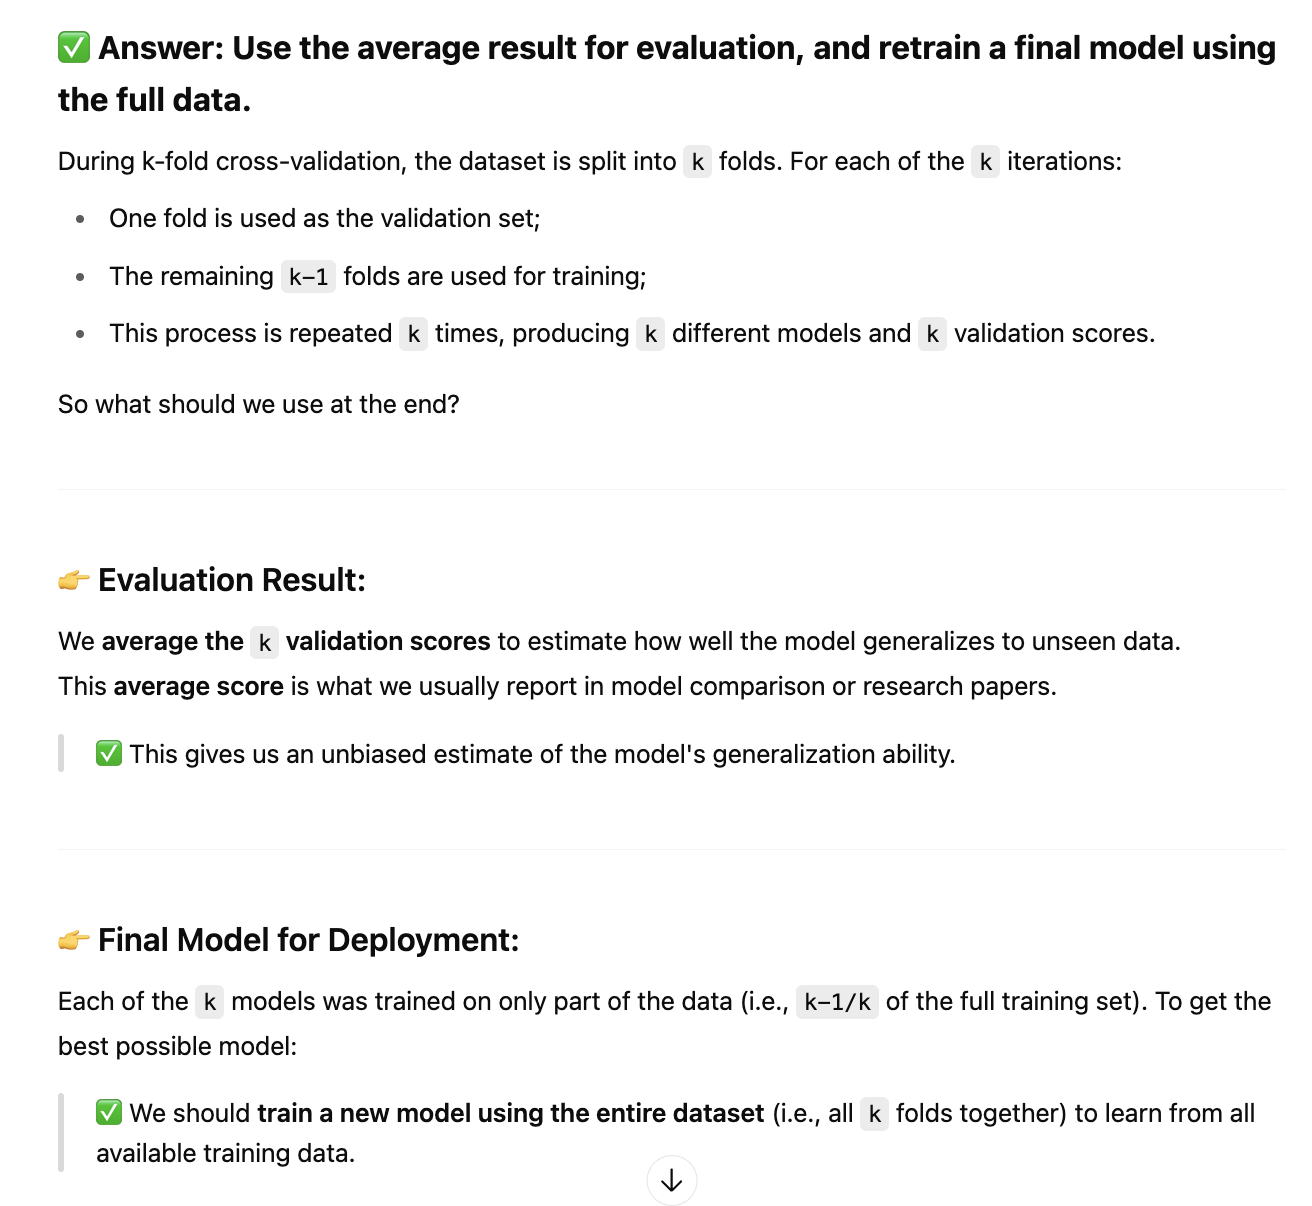 ✅ Answer: Use the average result for evaluation, and retrain a final model using
the full data.
During k-fold cross-validation, the dataset is split into k folds. For each of the k iterations:
• One fold is used as the validation set;
• The remaining k−1 folds are used for training;
• This process is repeated k times, producing k different models and k validation scores.
So what should we use at the end?
👉 Evaluation Result:
We average the k validation scores to estimate how well the model generalizes to unseen data.
This average score is what we usually report in model comparison or research papers.
✅ This gives us an unbiased estimate of the model's generalization ability.
👉 Final Model for Deployment:
Each of the k models was trained on only part of the data (i.e., k−1/k of the full training set). To get the
best possible model:
✅ We should train a new model using the entire dataset (i.e., all k folds together) to learn from all
available training data.